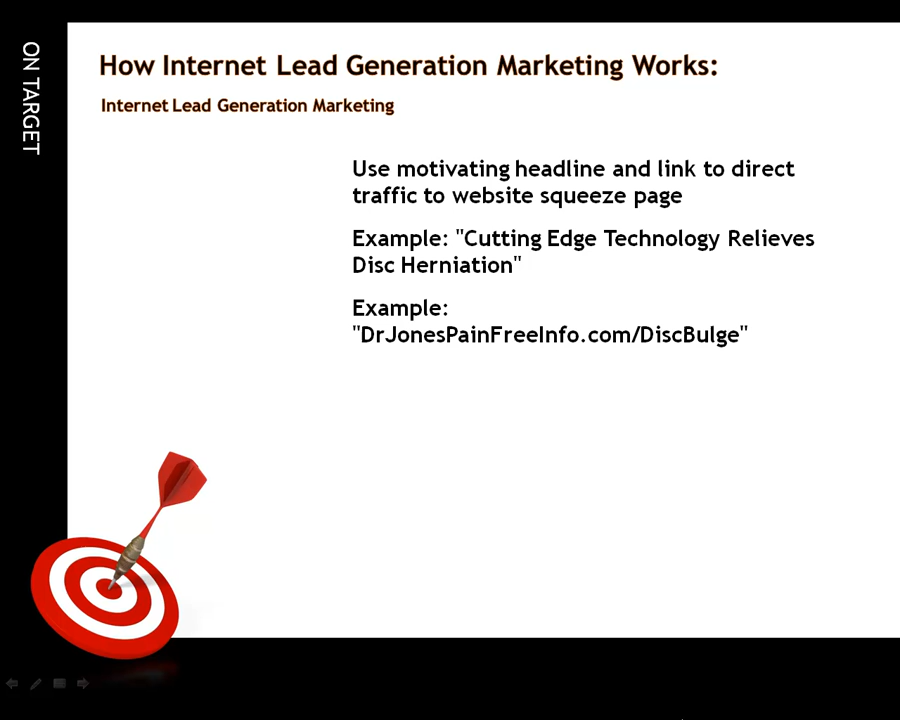 ON TARGET
How Internet Lead Generation Marketing Works:
Internet Lead Generation Marketing
Use motivating headline and link to direct
traffic to website squeeze page
Example: "Cutting Edge Technology Relieves
Disc Herniation"
Example:
"DrJonesPainFreeInfo.com/DiscBulge"